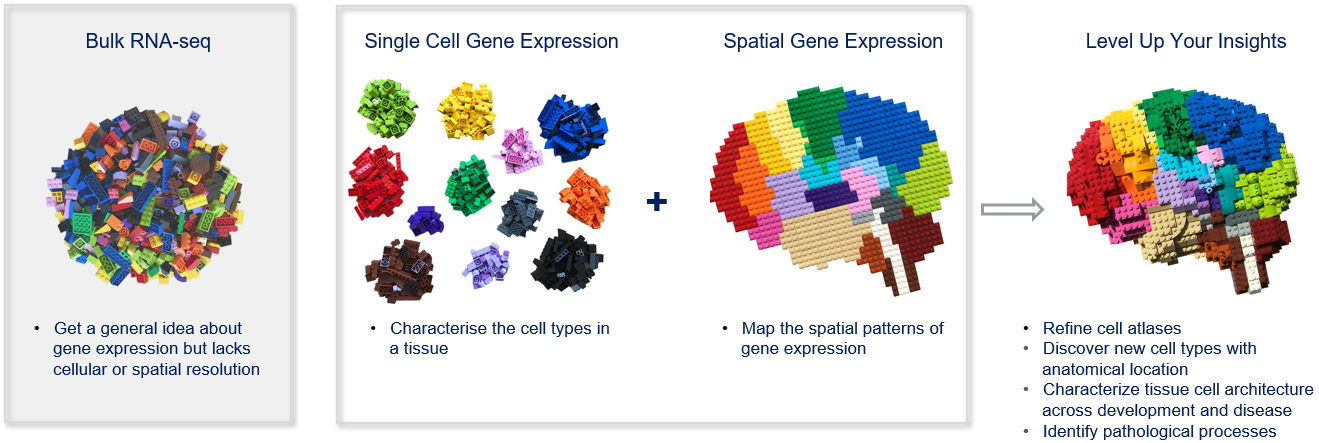 Bulk RNA-seq
Single Cell Gene Expression
Spatial Gene Expression
Level Up Your Insights
+
• Get a general idea about
gene expression but lacks
cellular or spatial resolution
• Characterise the cell types in
a tissue
• Map the spatial patterns of
gene expression
• Refine cell atlases
• Discover new cell types with
anatomical location
• Characterize tissue cell architecture
across development and disease
• Identify pathological processes